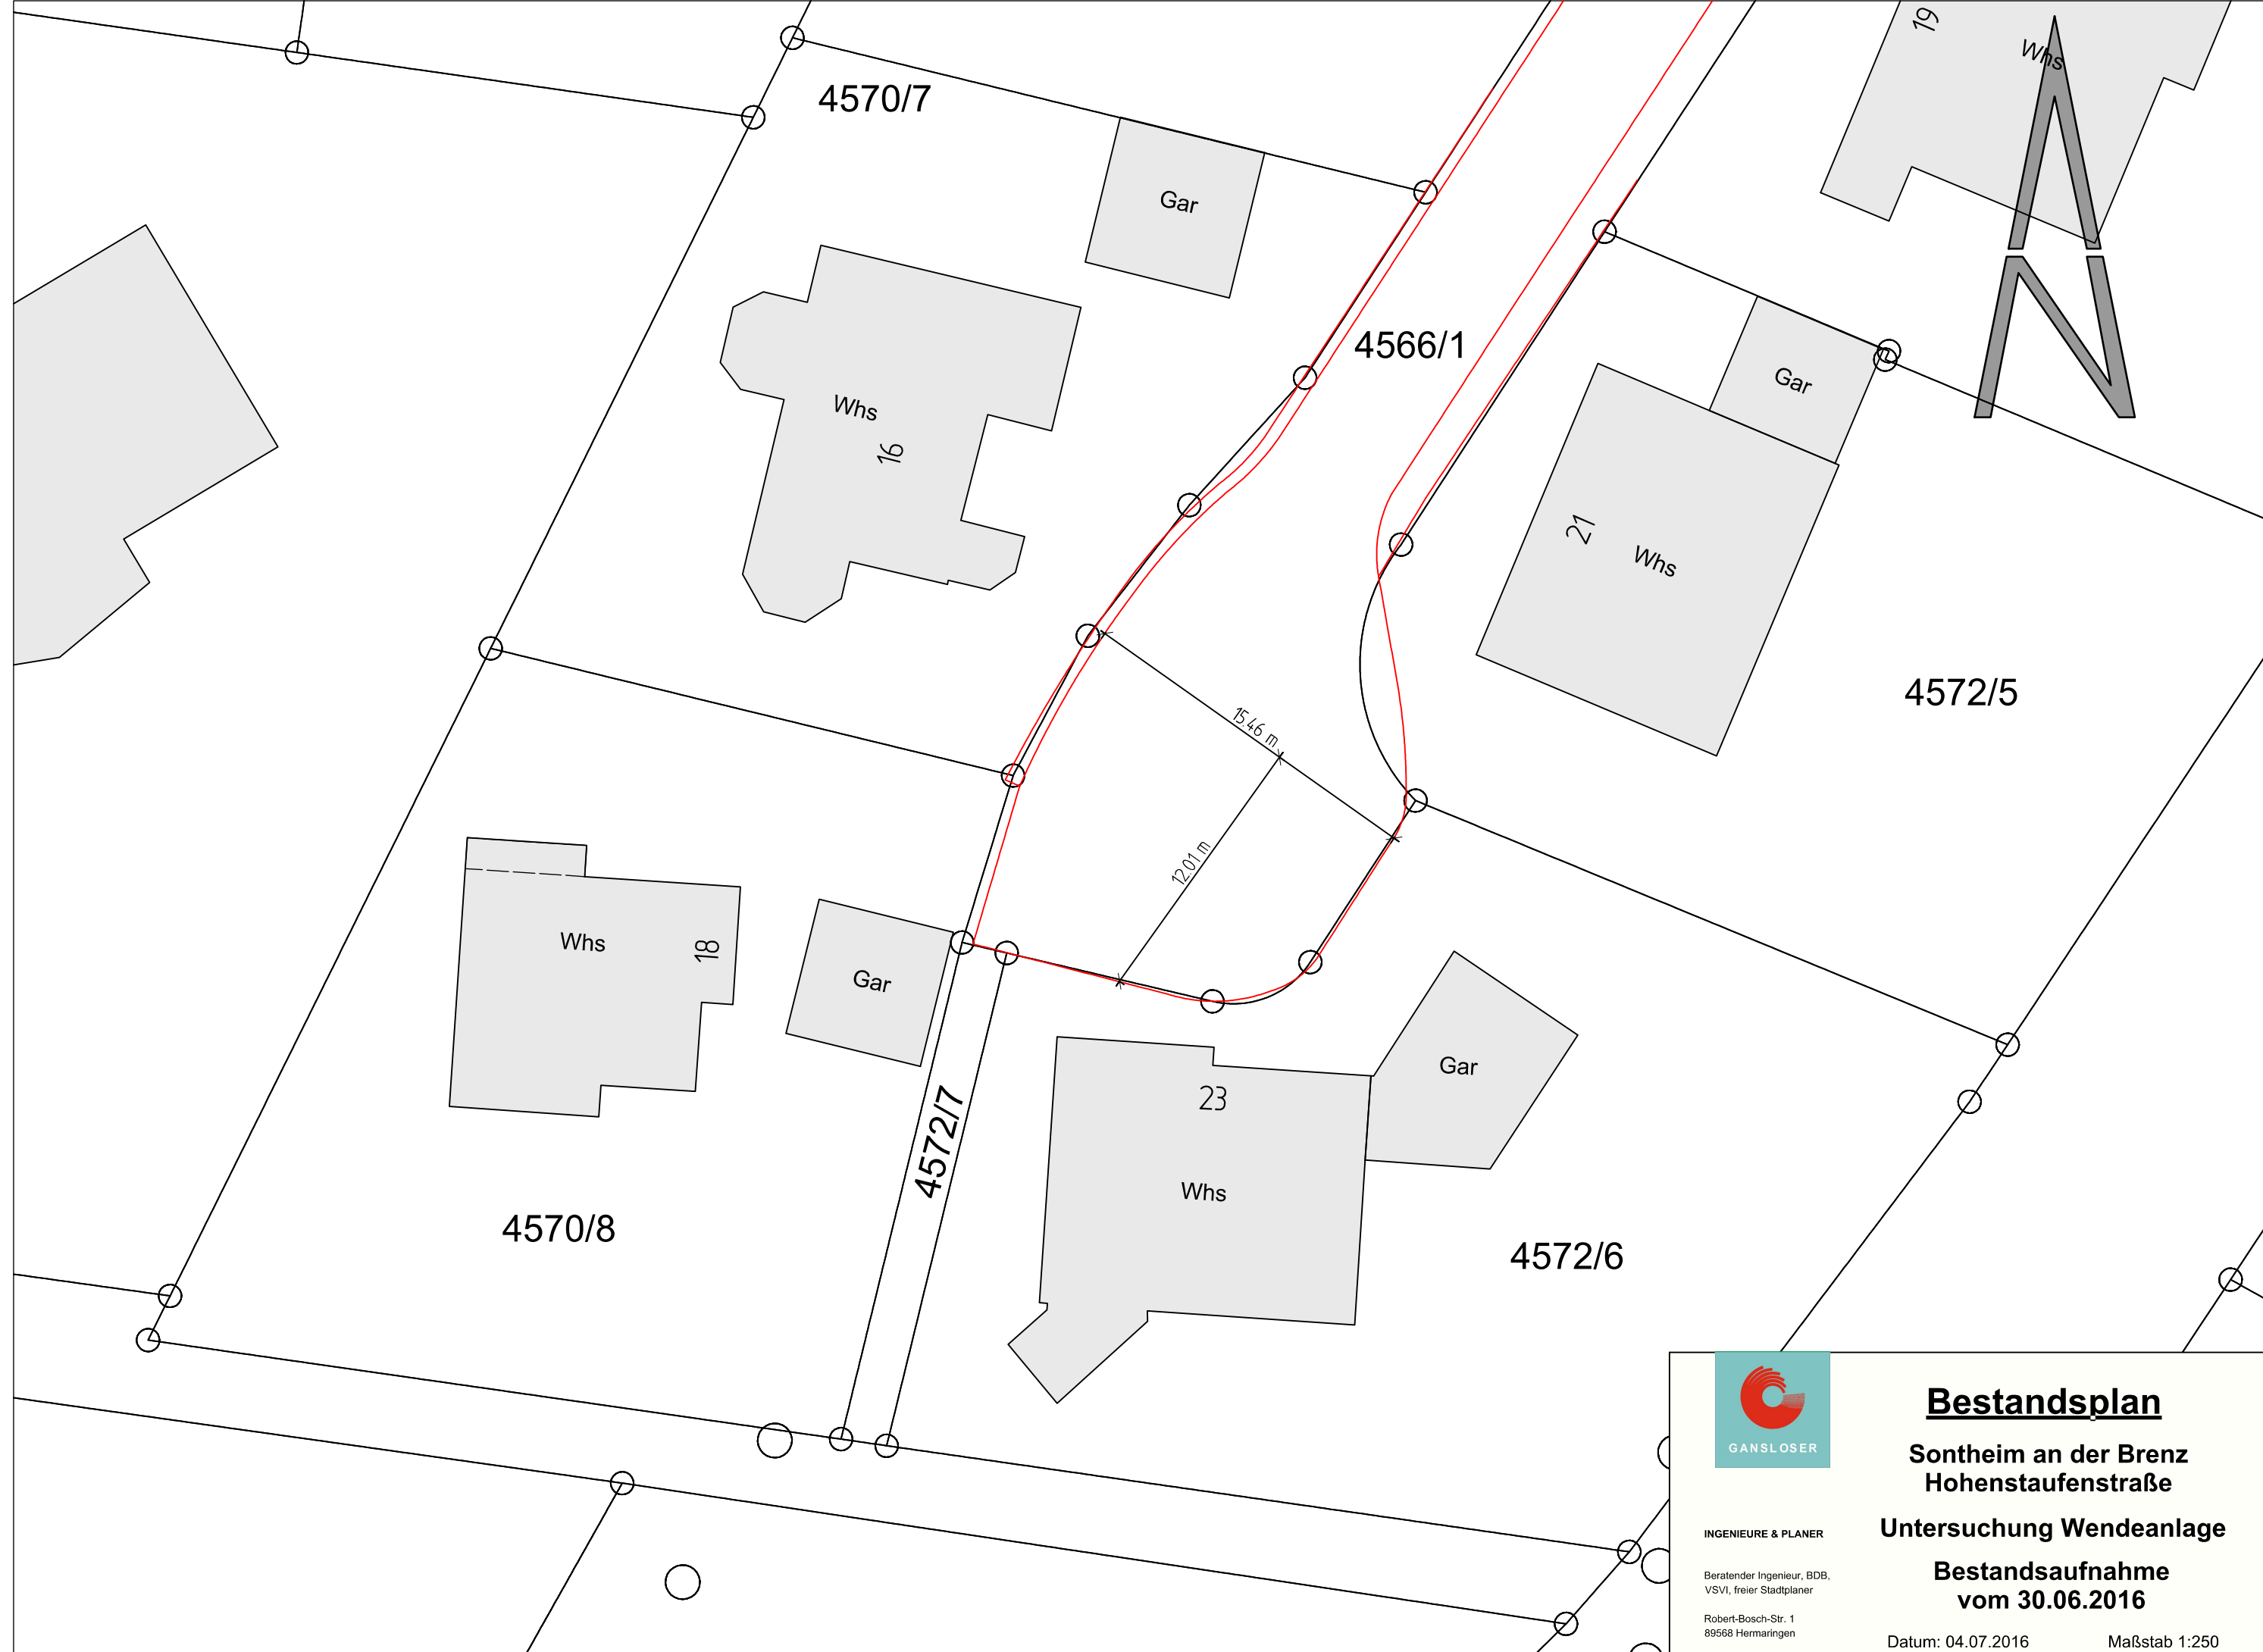 4570/7
19
Whs
Gar
4566/1
Gar
Whs
16
21
Whs
4572/5
15.46 m
12.01 m
Whs
18
Gar
Gar
23
4572/7
Whs
4570/8
4572/6
N
GANSLOSER
INGENIEURE & PLANER
Beratender Ingenieur, BDB,
VSVI, freier Stadtplaner
Robert-Bosch-Str. 1
89568 Hermaringen
Bestandsplan
Sontheim an der Brenz
Hohenstaufenstraße
Untersuchung Wendeanlage
Bestandsaufnahme
vom 30.06.2016
Datum: 04.07.2016 Maßstab 1:250